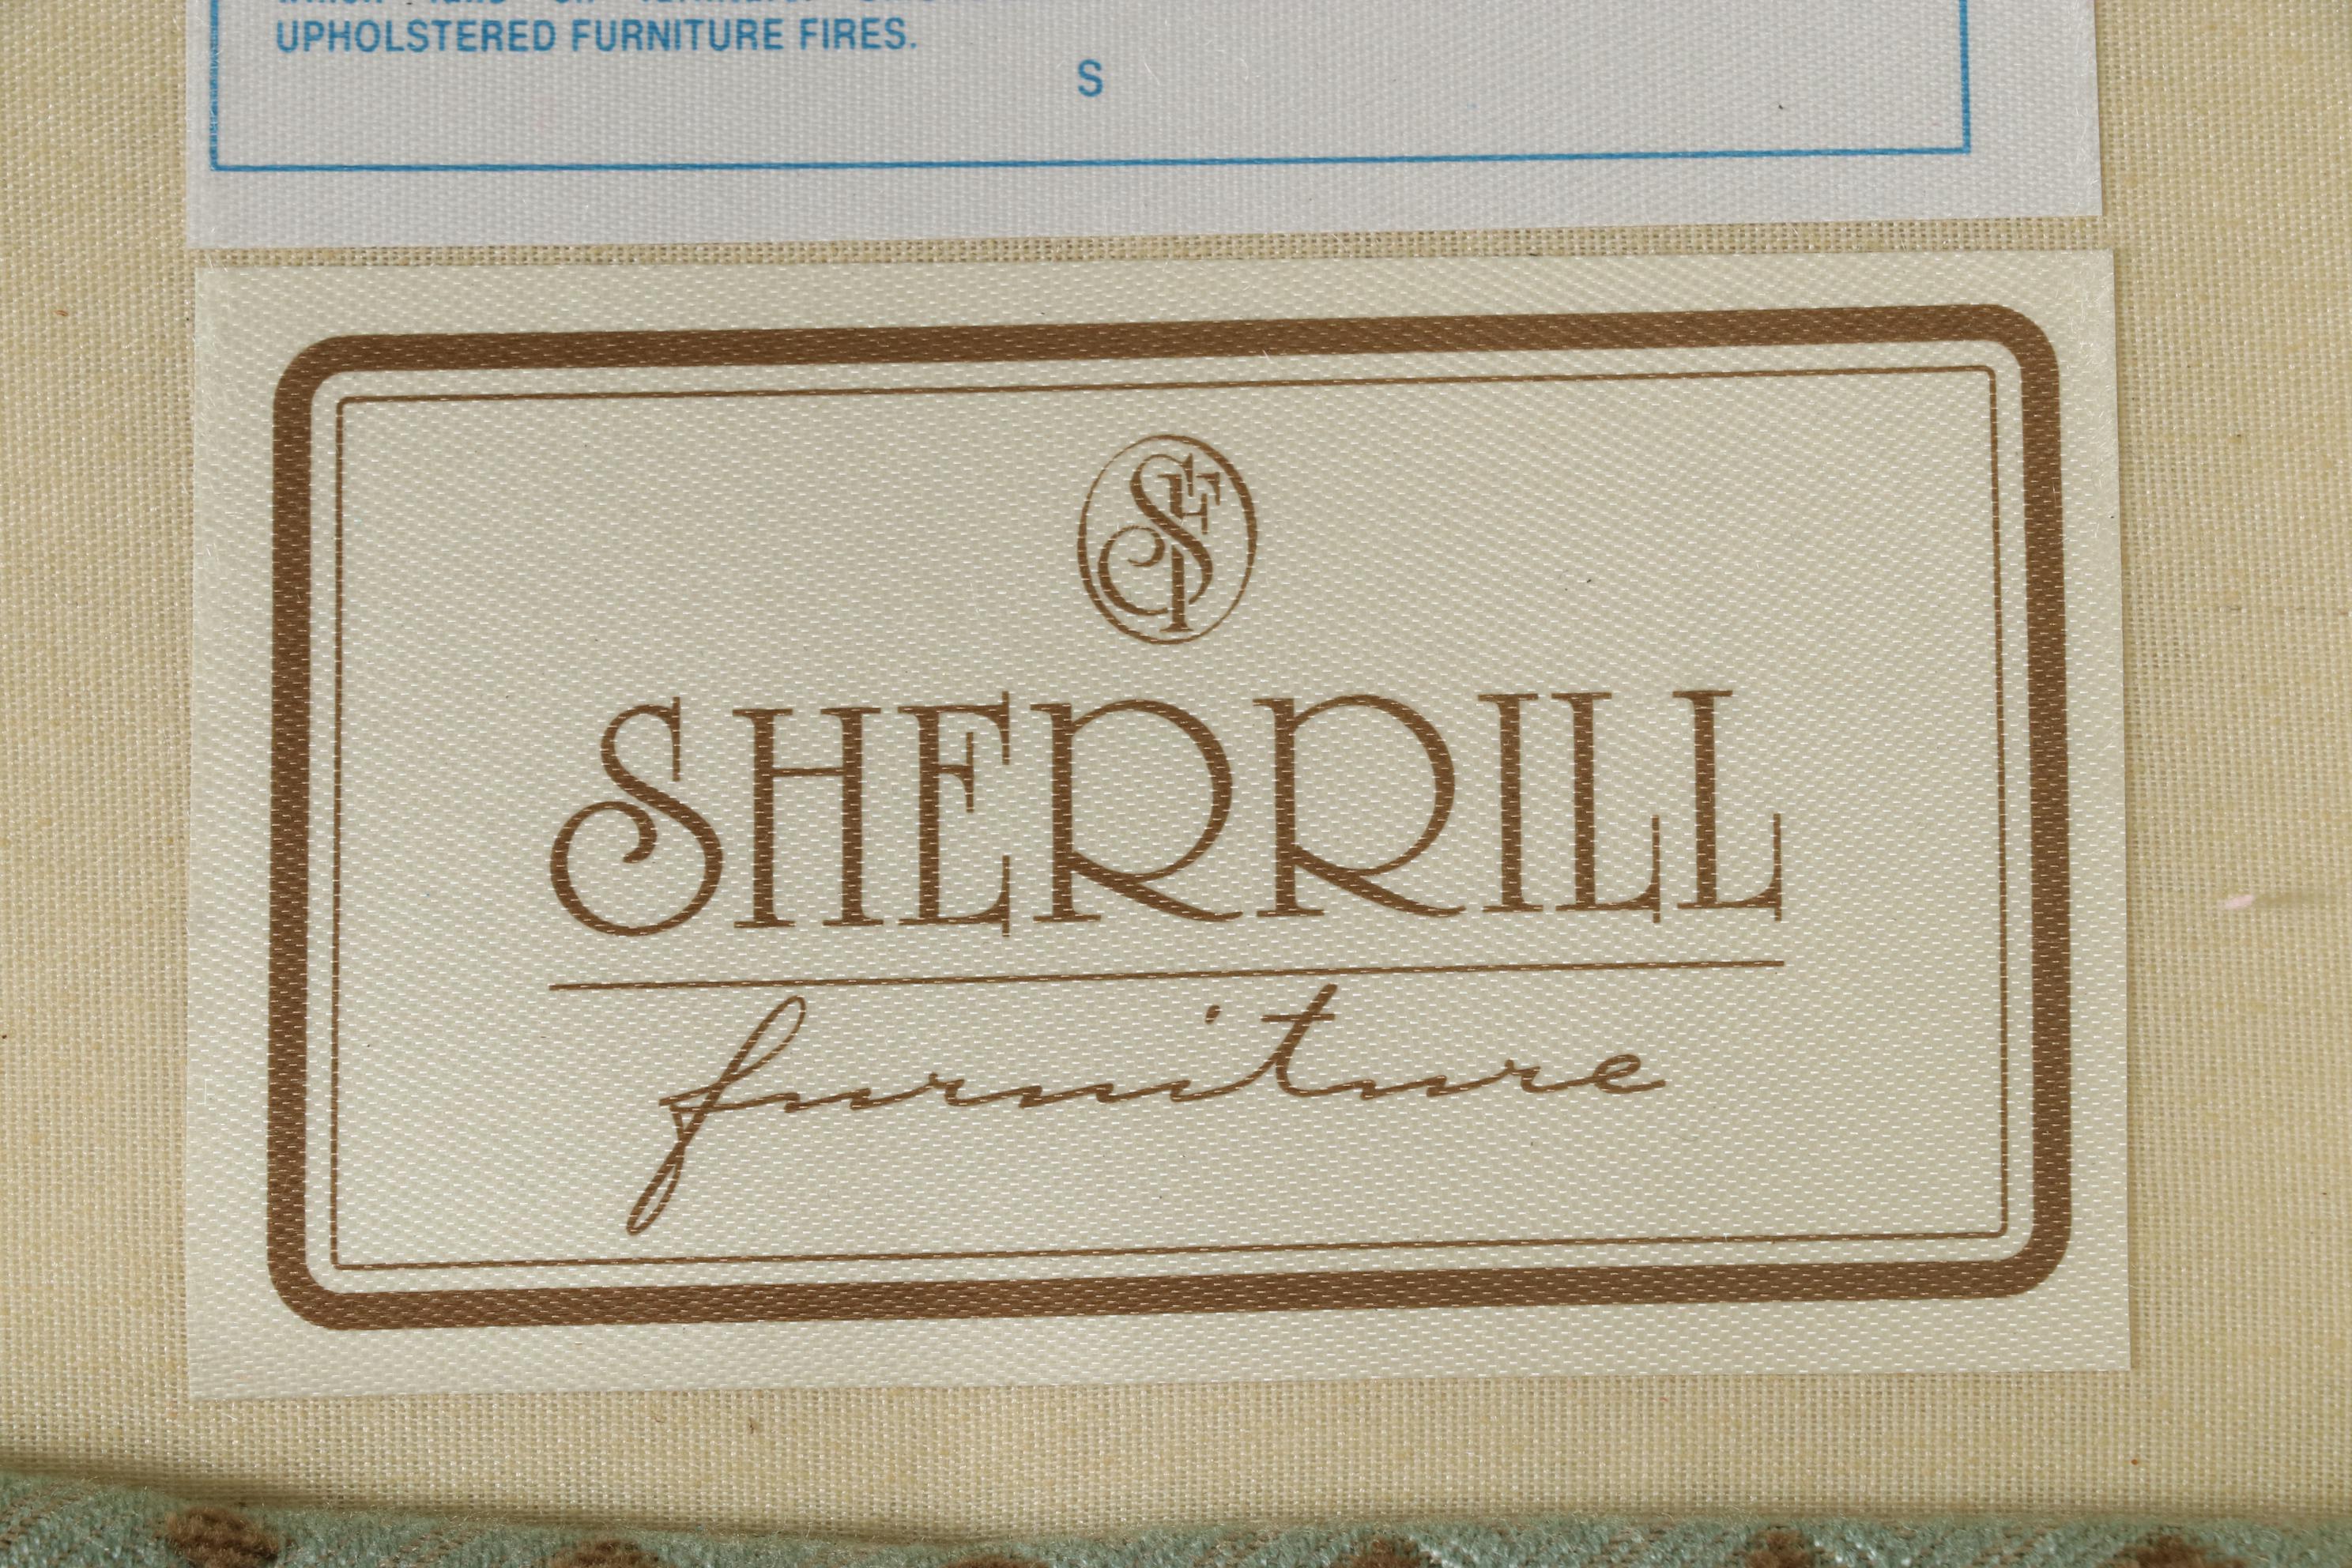 UPHOLSTERED FURNITURE FIRES.
S
SF
SHERRILL
furniture